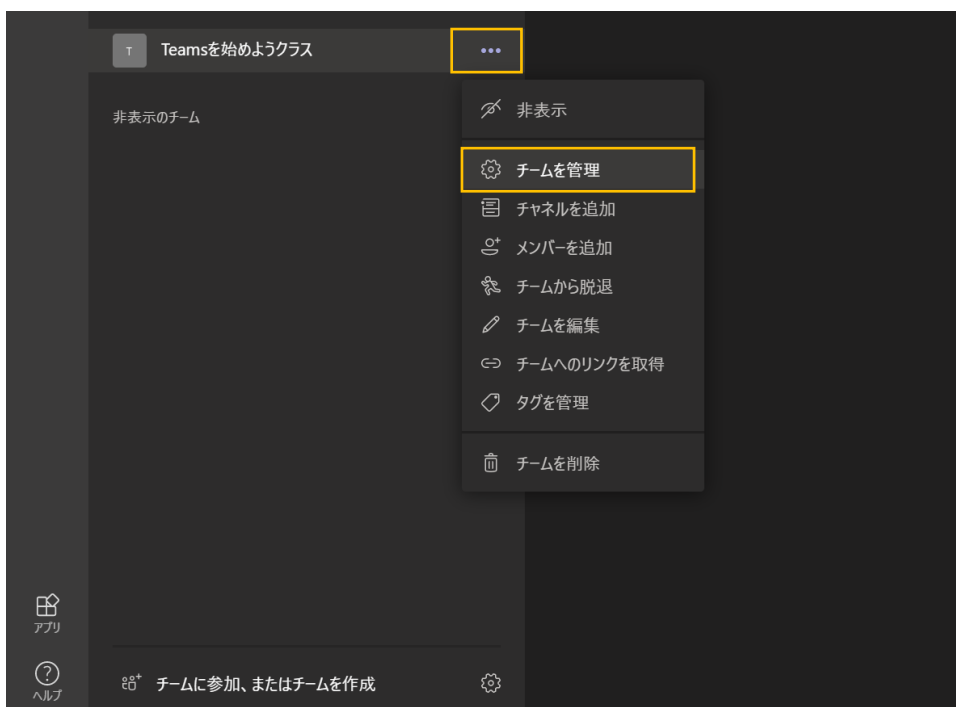 T Teamsを始めようクラス •••
非表示のチーム
非表示
チームを管理
チャネルを追加
メンバーを追加
チームから脱退
チームを編集
チームへのリンクを取得
タグを管理
チームを削除
アプリ
ヘルプ
チームに参加、またはチームを作成